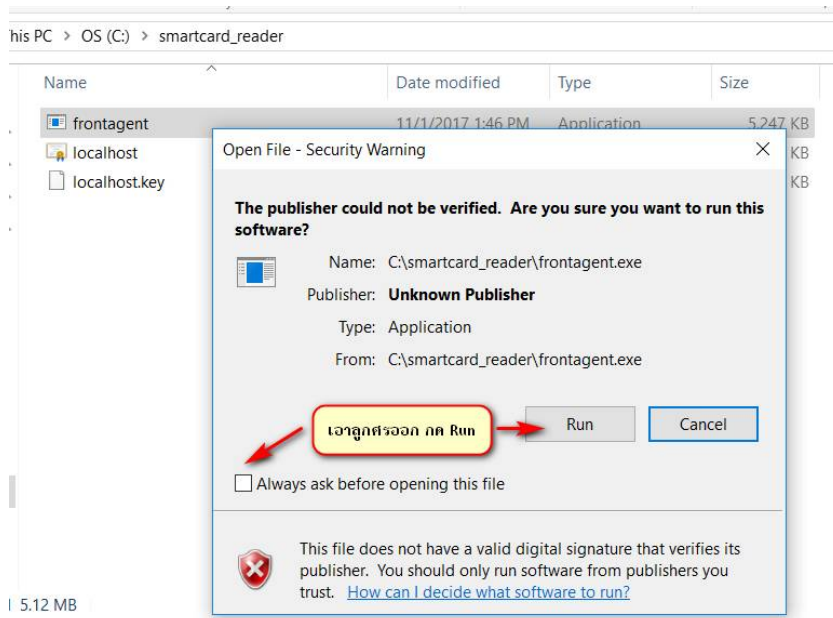 his PC > OS (C:) > smartcard_reader
Name Date modified Type Size
frontagent 11/1/2017 1:46 PM Application 5,247 KB
localhost KB
localhost.key KB
Open File - Security Warning
The publisher could not be verified. Are you sure you want to run this
software?
Name: C:\smartcard_reader\frontagent.exe
Publisher: Unknown Publisher
Type: Application
From: C:\smartcard_reader\frontagent.exe
เอาลูกศรออก กด Run
Run Cancel
Always ask before opening this file
This file does not have a valid digital signature that verifies its
publisher. You should only run software from publishers you
trust. How can I decide what software to run?
5.12 MB